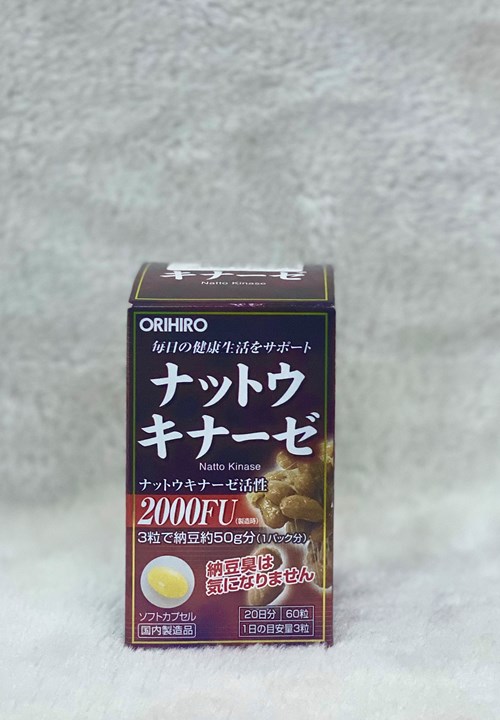 キナーゼ
Natto Kinase
ORIHIRO
毎日の健康生活をサポート
ナットウ
キナーゼ
Natto Kinase
ナットウキナーゼ活性
2000FU(製造時)
3粒で納豆約50g分(1パック分)
納豆臭は
気になりません
ソフトカプセル
国内製造品
20日分 60粒
1日の目安量3粒